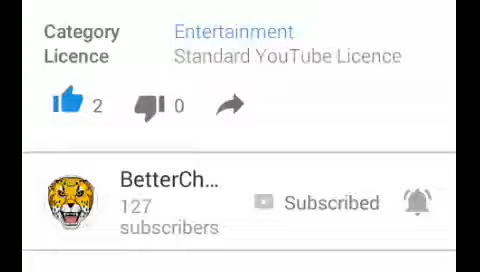 Category Entertainment
Licence Standard YouTube Licence
2 0
BetterCh...
127 Subscribed
subscribers